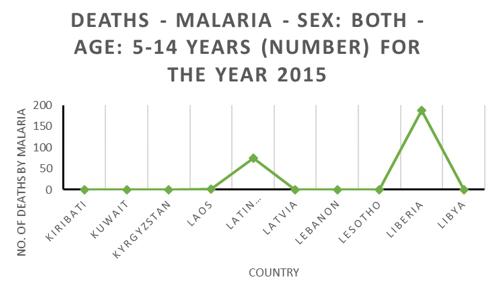 DEATHS - MALARIA - SEX: BOTH -
AGE: 5-14 YEARS (NUMBER) FOR
THE YEAR 2015
NO. OF DEATHS BY MALARIA
200
150
100
50
0
KIRIBATI
KUWAIT
KYRGYZSTAN
LAOS
LATIN...
LATVIA
LEBANON
LESOTHO
LIBERIA
LIBYA
COUNTRY